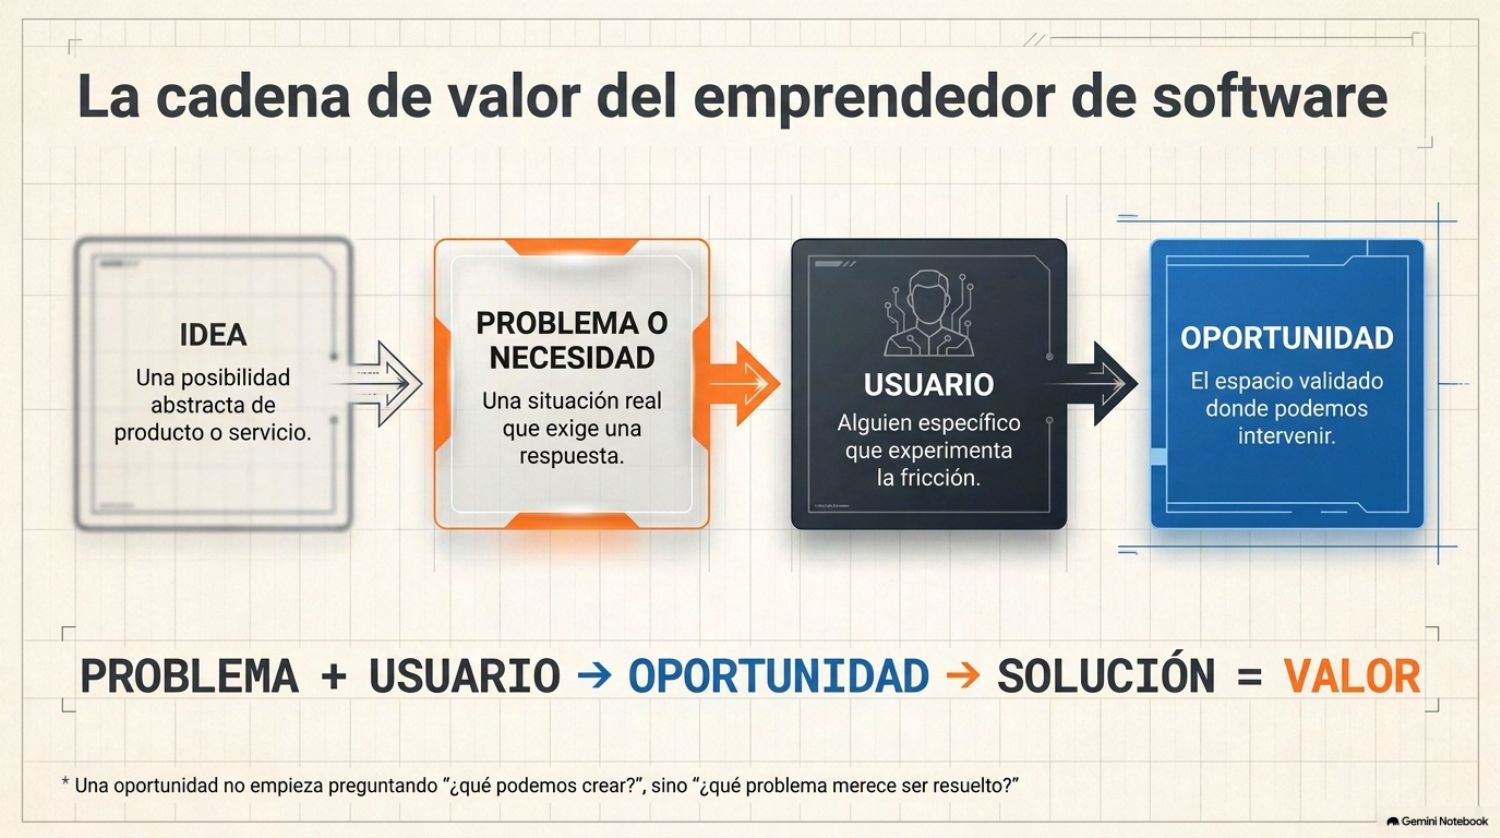 La cadena de valor del emprendedor de software
IDEA
Una posibilidad
abstracta de
producto o servicio.
PROBLEMA O
NECESIDAD
Una situación real
que exige una
respuesta.
USUARIO
Alguien específico
que experimenta
la fricción.
OPORTUNIDAD
El espacio validado
donde podemos
intervenir.
PROBLEMA + USUARIO → OPORTUNIDAD → SOLUCIÓN = VALOR
* Una oportunidad no empieza preguntando “¿qué podemos crear?”, sino “¿qué problema merece ser resuelto?”
Gemini Notebook